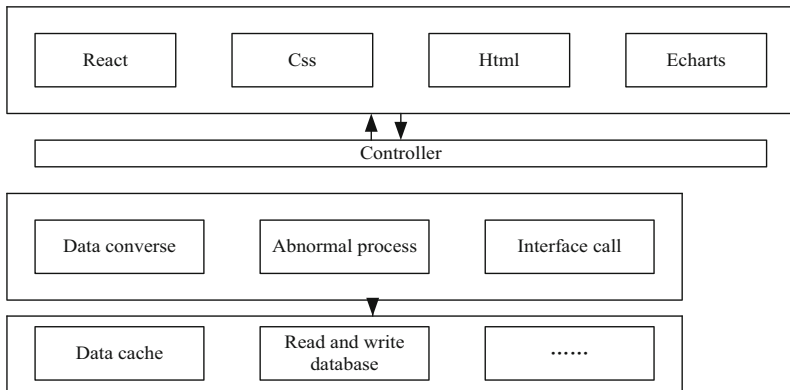 React
Css
Html
Echarts
Controller
Data converse
Abnormal process
Interface call
Data cache
Read and write
database
……